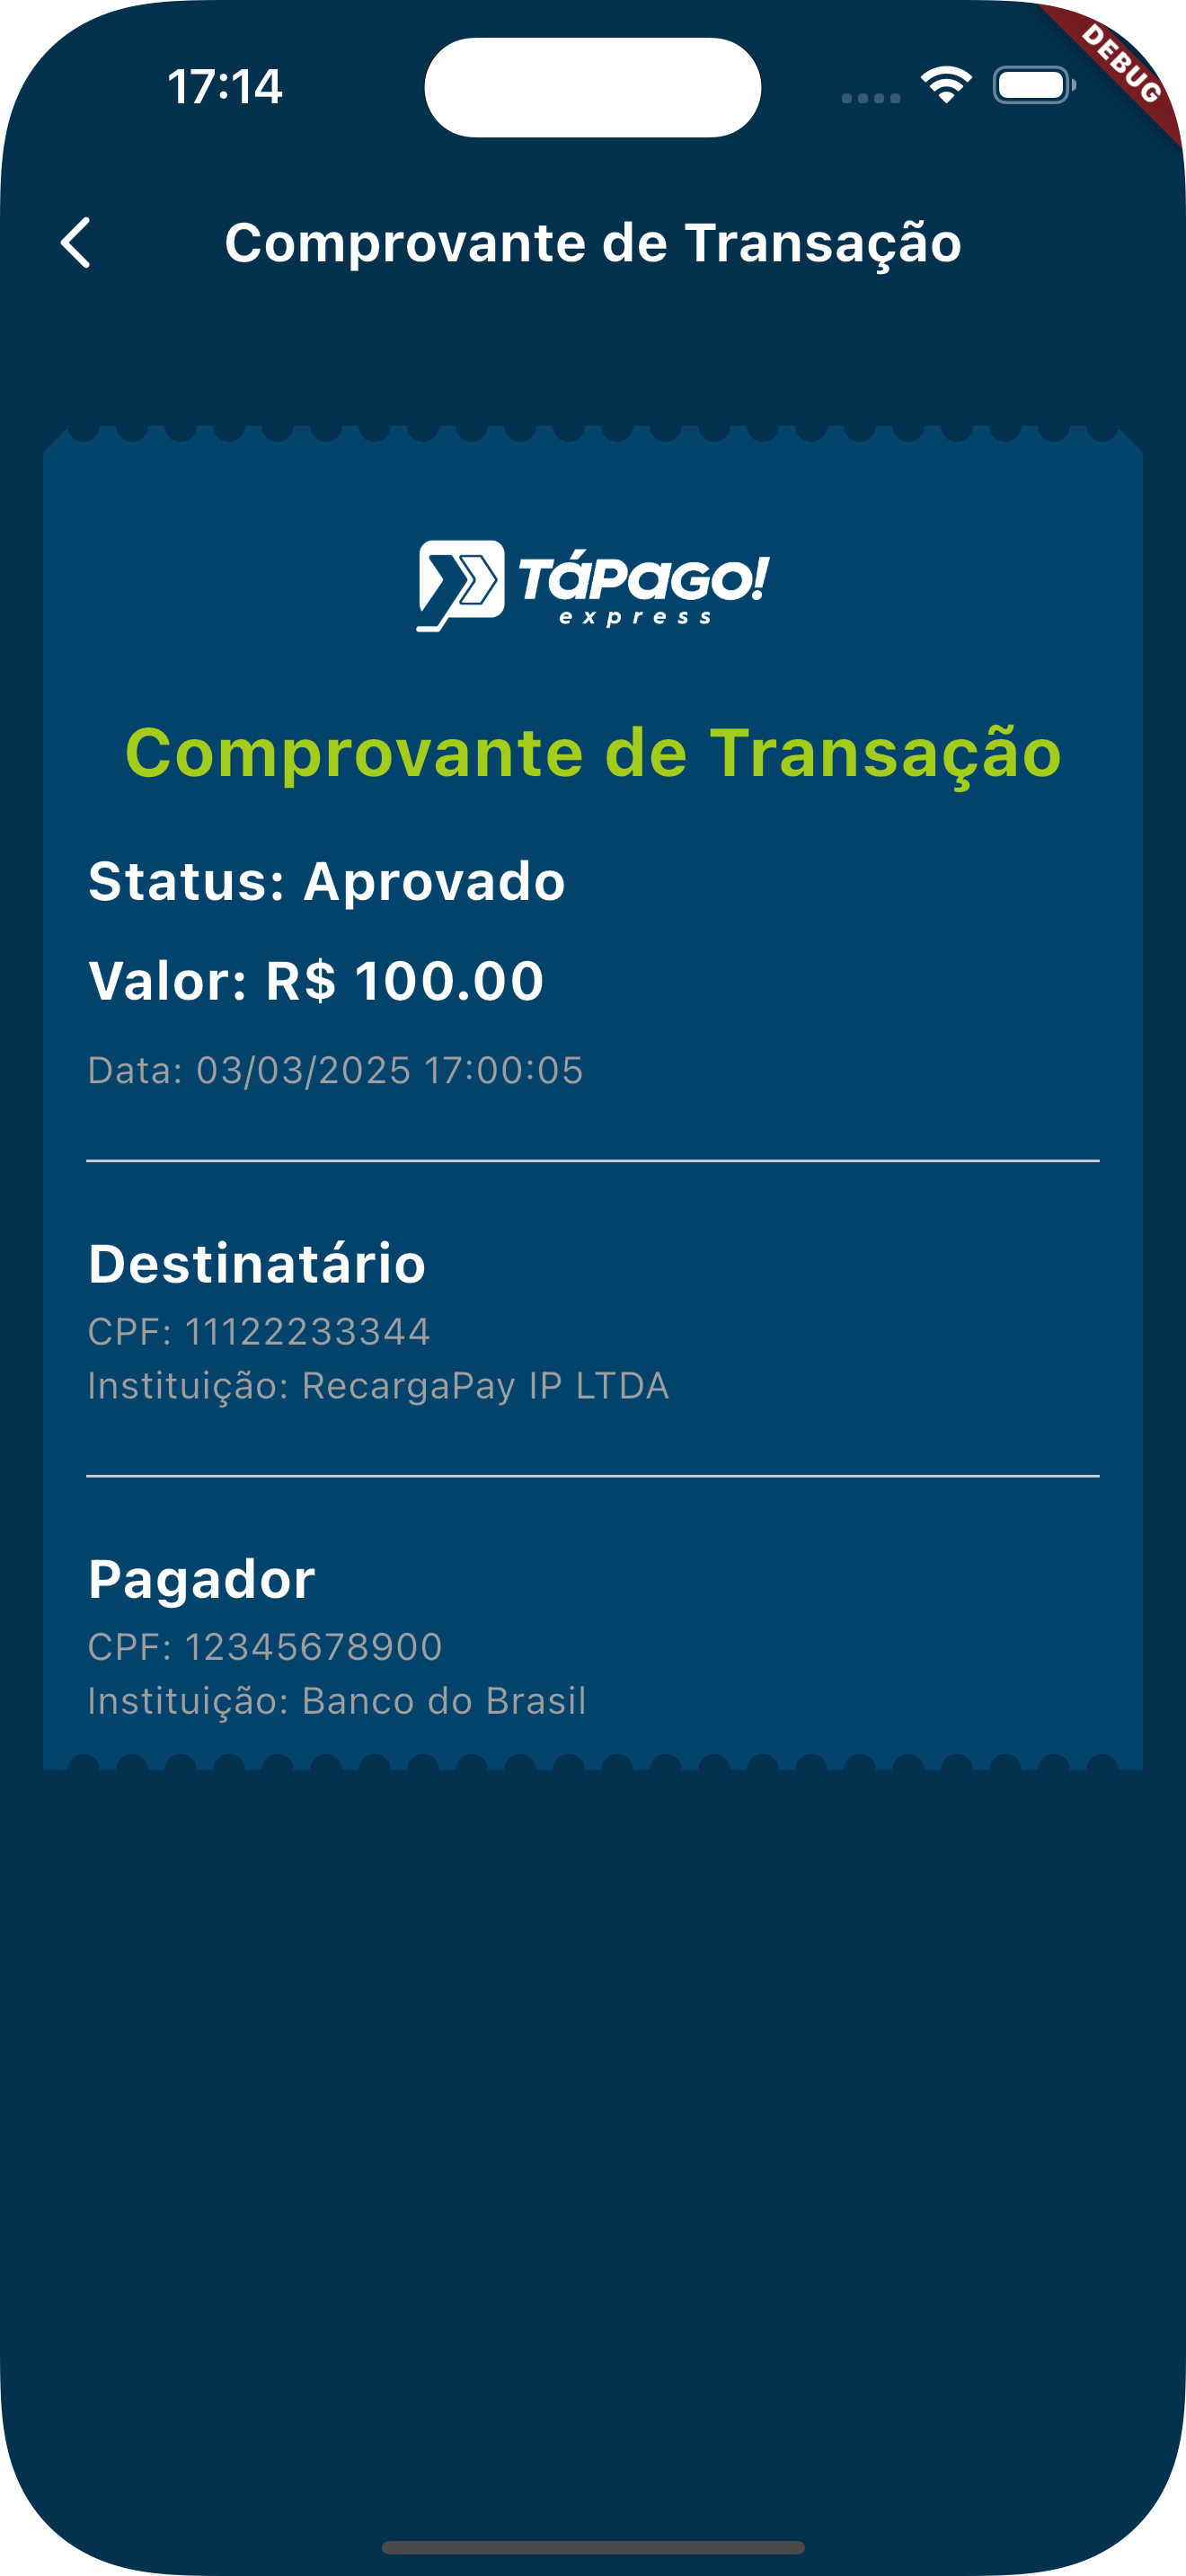 17:14
DEBUG
Comprovante de Transação
TáPago!
express
Comprovante de Transação
Status: Aprovado
Valor: R$ 100.00
Data: 03/03/2025 17:00:05
Destinatário
CPF: 11122233344
Instituição: RecargaPay IP LTDA
Pagador
CPF: 12345678900
Instituição: Banco do Brasil